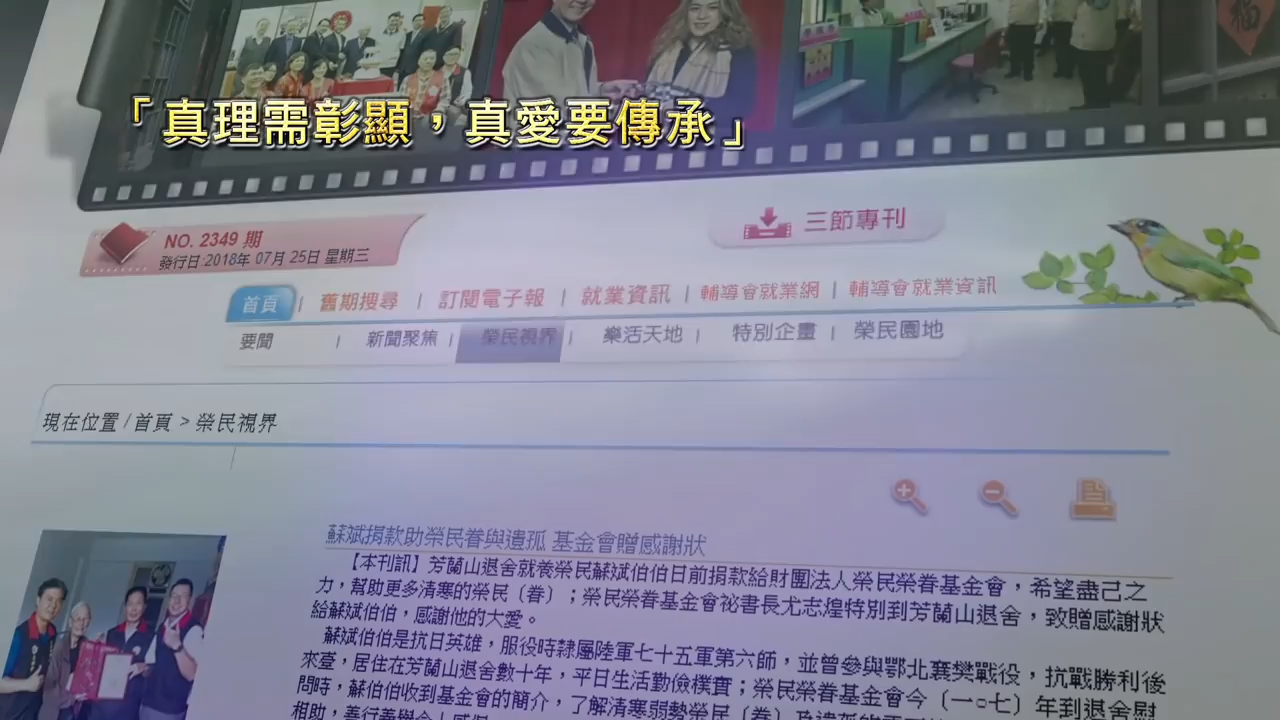 「真理需彰顯，真愛要傳承」
福
NO. 2349 期
發行日:2018年 07月 25日 星期三
三節專刊
首頁 | 舊期搜尋 | 訂閱電子報 | 就業資訊 | 輔導會就業網 | 輔導會就業資訊
要聞 | 新聞聚焦 | 榮民視界 | 樂活天地 | 特別企畫 | 榮民園地
現在位置 / 首頁 > 榮民視界
蘇斌捐款助榮民眷與遺孤 基金會贈感謝狀
【本刊訊】芳蘭山退舍就養榮民蘇斌伯伯日前捐款給財團法人榮民榮眷基金會，希望盡己之
力，幫助更多清寒的榮民〔眷〕；榮民榮眷基金會祕書長尤志煌特別到芳蘭山退舍，致贈感謝狀
給蘇斌伯伯，感謝他的大愛。
蘇斌伯伯是抗日英雄，服役時隸屬陸軍七十五軍第六師，並曾參與鄂北襄樊戰役，抗戰勝利後
來臺，居住在芳蘭山退舍數十年，平日生活勤儉樸實；榮民榮眷基金會今〔一○七〕年到退舍慰
問時，蘇伯伯收到基金會的簡介，了解清寒弱勢榮民〔眷〕及遺孤的
相助，善行義舉令人感佩